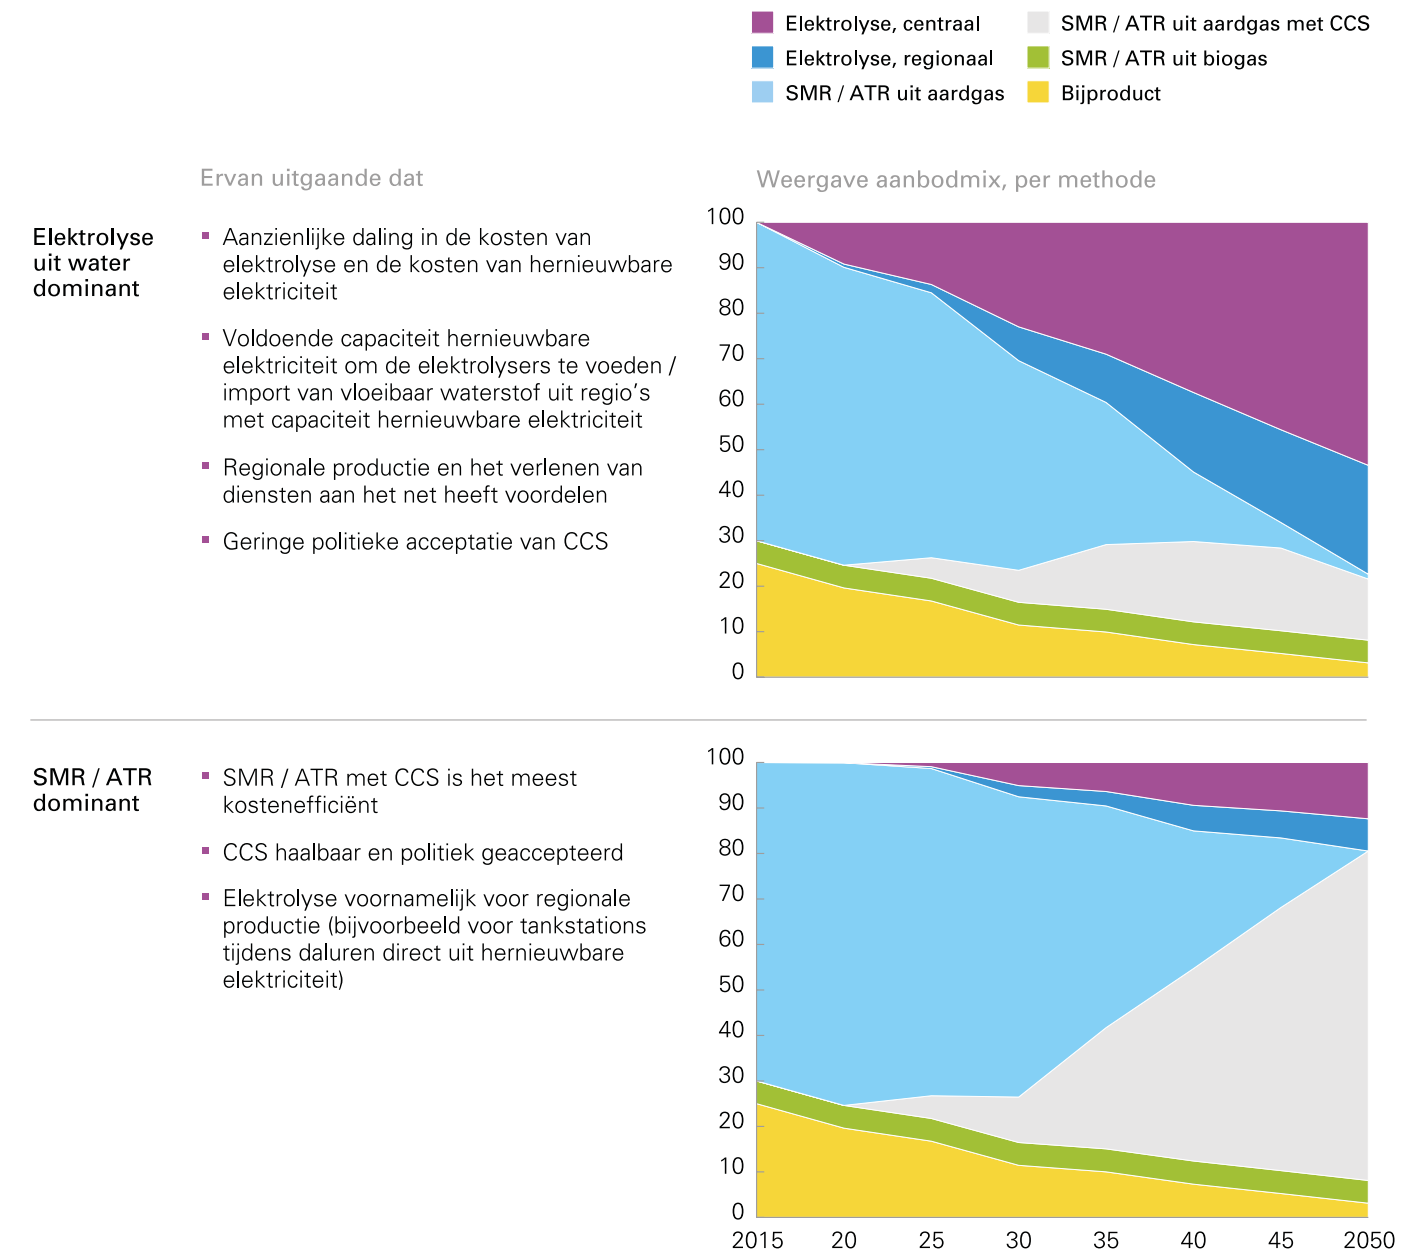 Elektrolyse, centraal
Elektrolyse, regionaal
SMR / ATR uit aardgas
SMR / ATR uit aardgas met CCS
SMR / ATR uit biogas
Bijproduct
Ervan uitgaande dat
Weergave aanbodmix, per methode
Elektrolyse
uit water
dominant
Aanzienlijke daling in de kosten van
elektrolyse en de kosten van hernieuwbare
elektriciteit
Voldoende capaciteit hernieuwbare
elektriciteit om de elektrolysers te voeden /
import van vloeibaar waterstof uit regio's
met capaciteit hernieuwbare elektriciteit
Regionale productie en het verlenen van
diensten aan het net heeft voordelen
Geringe politieke acceptatie van CCS
100
90
80
70
60
50
40
30
20
10
0
SMR / ATR
dominant
SMR / ATR met CCS is het meest
kostenefficiënt
CCS haalbaar en politiek geaccepteerd
Elektrolyse voornamelijk voor regionale
productie (bijvoorbeeld voor tankstations
tijdens daluren direct uit hernieuwbare
elektriciteit)
100
90
80
70
60
50
40
30
20
10
0
2015 20 25 30 35 40 45 2050